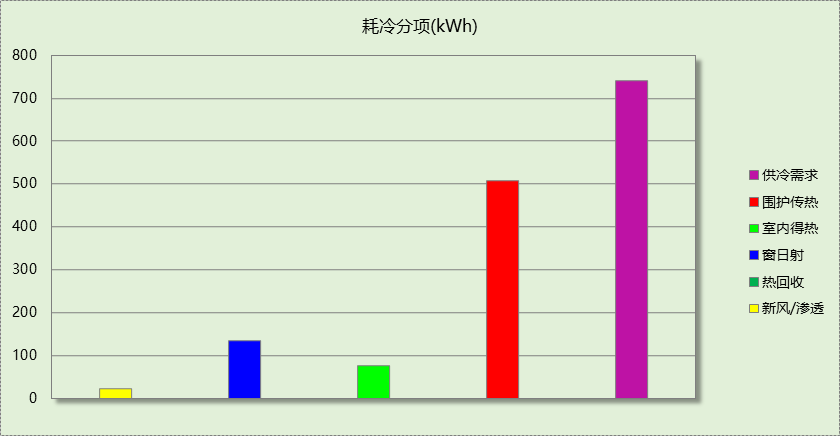 耗冷分项(kWh)
800
700
600
500
400
300
200
100
0
供冷需求
围护传热
室内得热
窗日射
热回收
新风/渗透